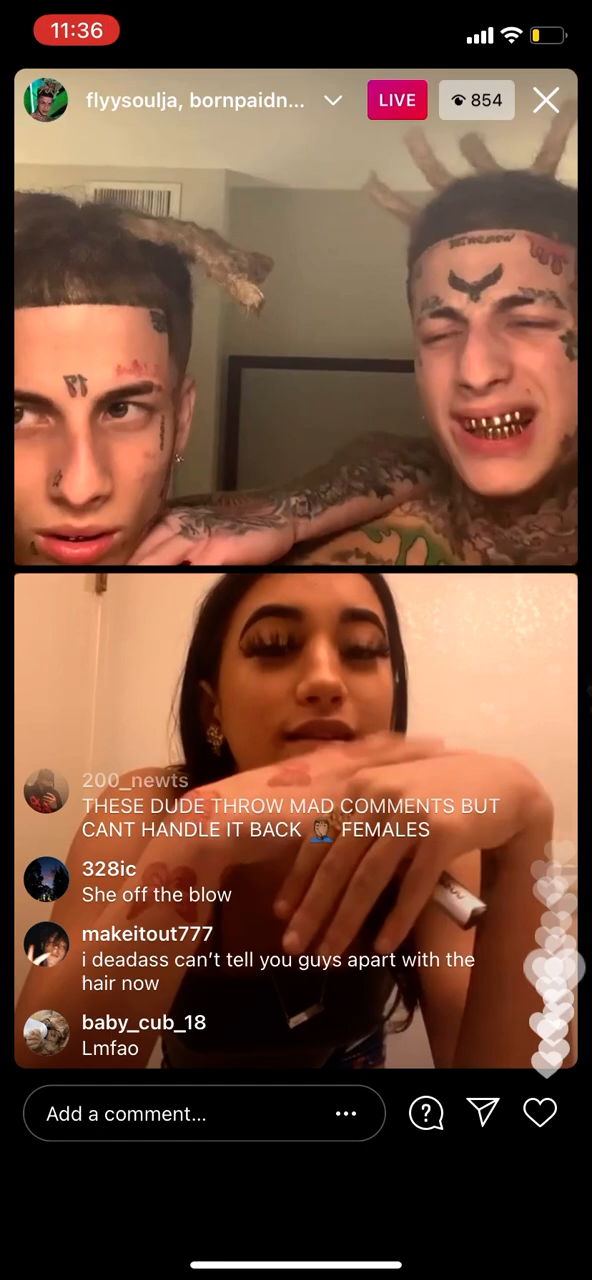 11:36
flyysoulja, bornpaidn...
LIVE
854
200_newts
THESE DUDE THROW MAD COMMENTS BUT
CANT HANDLE IT BACK 🤦🏽‍♂️ FEMALES
328ic
She off the blow
makeitout777
i deadass can’t tell you guys apart with the
hair now
baby_cub_18
Lmfao
Add a comment...